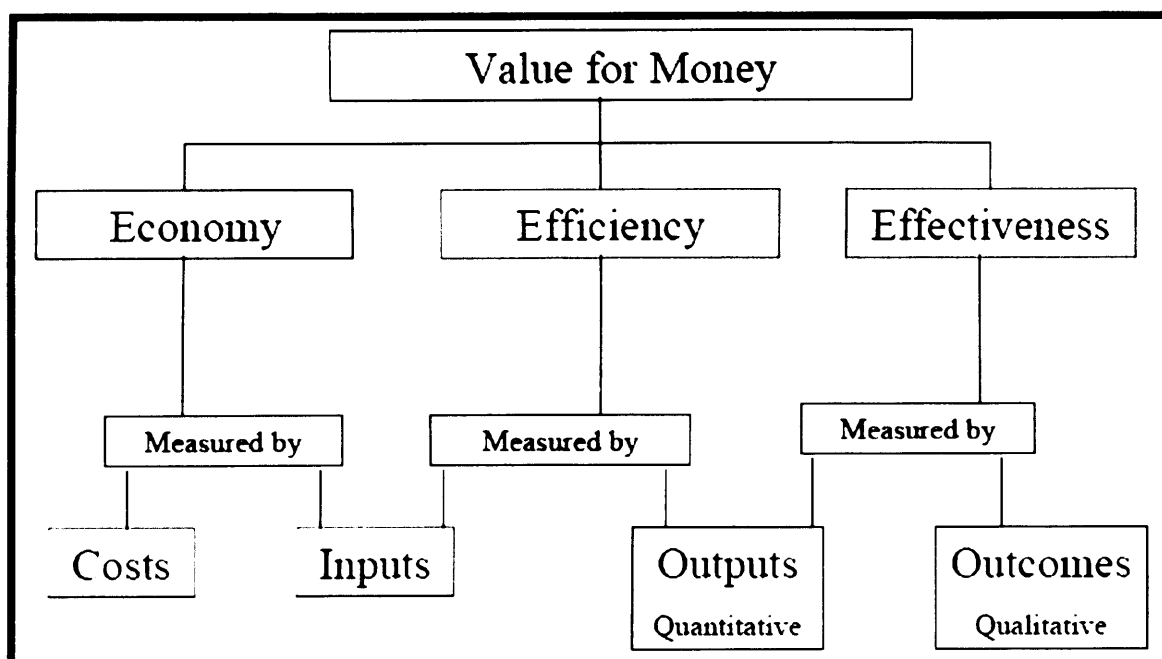 Value for Money
Economy
Efficiency
Effectiveness
Measured by
Measured by
Measured by
Costs
Inputs
Outputs
Quantitative
Outcomes
Qualitative